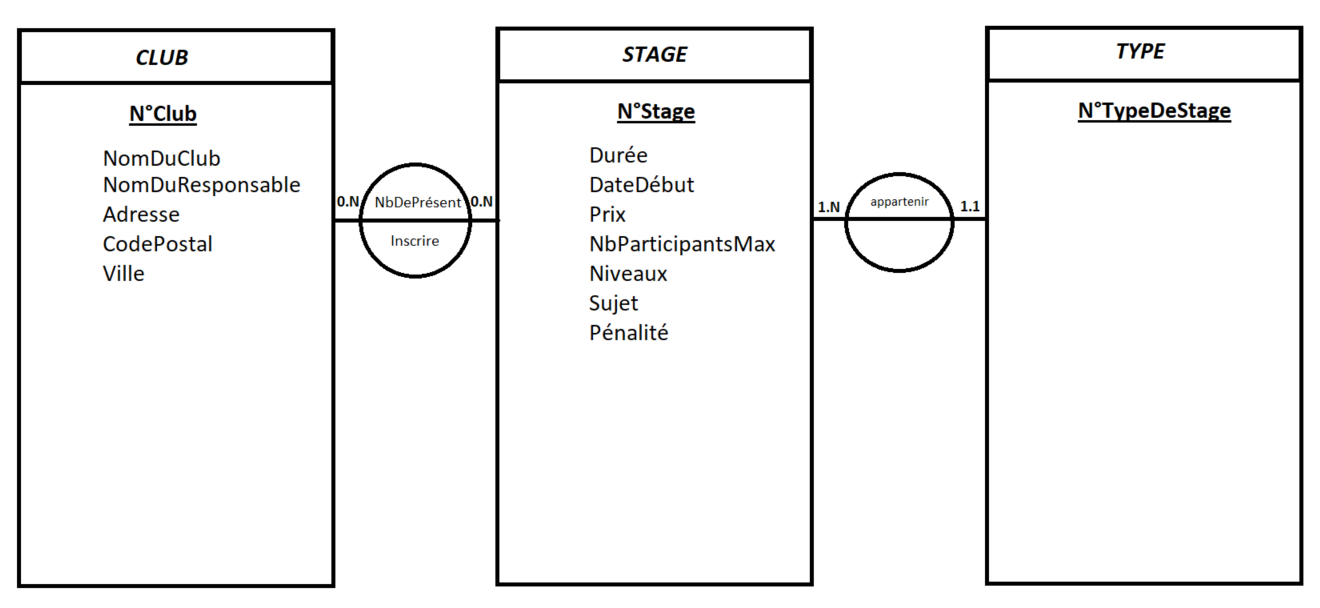 CLUB
N°Club
NomDuClub
NomDuResponsable
Adresse
CodePostal
Ville
0.N
NbDePrésent
0.N
Inscrire
STAGE
N°Stage
Durée
DateDébut
Prix
NbParticipantsMax
Niveaux
Sujet
Pénalité
1.N
appartenir
1.1
TYPE
N°TypeDeStage